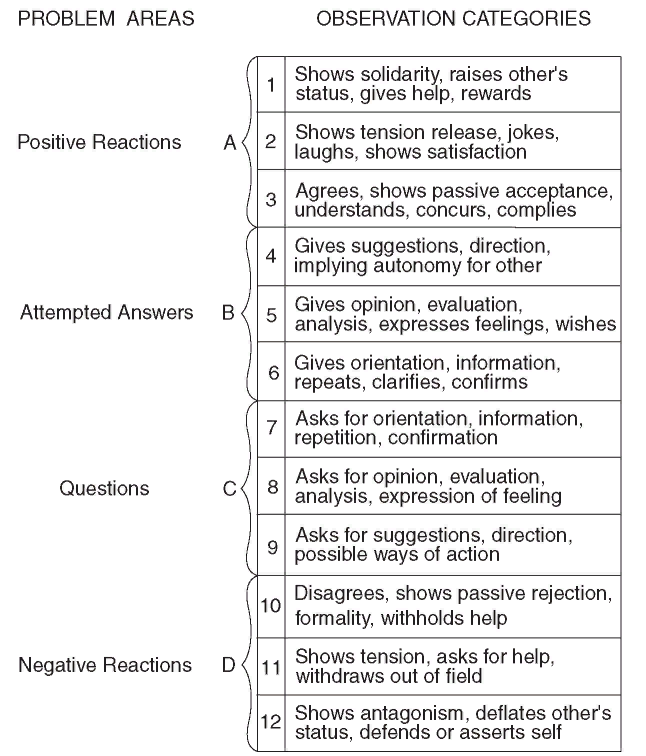 PROBLEM AREAS OBSERVATION CATEGORIES
Positive Reactions A
1 Shows solidarity, raises other's
status, gives help, rewards
2 Shows tension release, jokes,
laughs, shows satisfaction
3 Agrees, shows passive acceptance,
understands, concurs, complies
Attempted Answers B
4 Gives suggestions, direction,
implying autonomy for other
5 Gives opinion, evaluation,
analysis, expresses feelings, wishes
6 Gives orientation, information,
repeats, clarifies, confirms
Questions C
7 Asks for orientation, information,
repetition, confirmation
8 Asks for opinion, evaluation,
analysis, expression of feeling
9 Asks for suggestions, direction,
possible ways of action
Negative Reactions D
10 Disagrees, shows passive rejection,
formality, withholds help
11 Shows tension, asks for help,
withdraws out of field
12 Shows antagonism, deflates other's
status, defends or asserts self